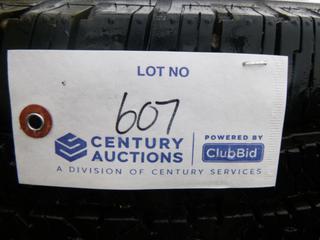 LOT NO
607
CENTURY AUCTIONS
POWERED BY
ClubBid
A DIVISION OF CENTURY SERVICES